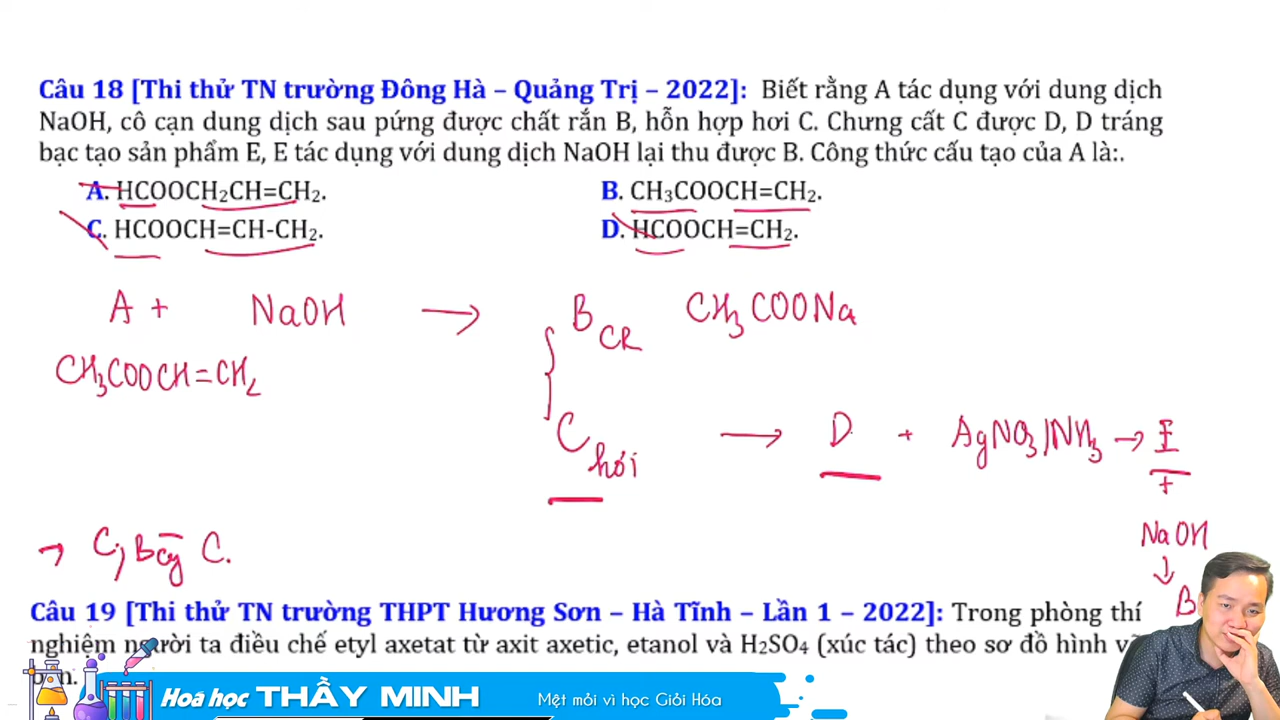 Câu 18 [Thi thử TN trường Đông Hà – Quảng Trị – 2022]: Biết rằng A tác dụng với dung dịch
NaOH, cô cạn dung dịch sau pứng được chất rắn B, hỗn hợp hơi C. Chưng cất C được D, D tráng
bạc tạo sản phẩm E, E tác dụng với dung dịch NaOH lại thu được B. Công thức cấu tạo của A là:.
A. HCOOCH₂CH=CH₂. B. CH₃COOCH=CH₂.
C. HCOOCH=CH-CH₂. D. HCOOCH=CH₂.
A + NaOH → B CR CH₃COONa
CH₃COOCH=CH₂
C hơi → D + AgNO₃/NH₃ → E
+
NaOH
↓
B
→ C, B cg C.
Câu 19 [Thi thử TN trường THPT Hương Sơn – Hà Tĩnh – Lần 1 – 2022]: Trong phòng thí
nghiệm người ta điều chế etyl axetat từ axit axetic, etanol và H₂SO₄ (xúc tác) theo sơ đồ hình
Hoá học THẦY MINH
Mệt mỏi vì học Giỏi Hóa